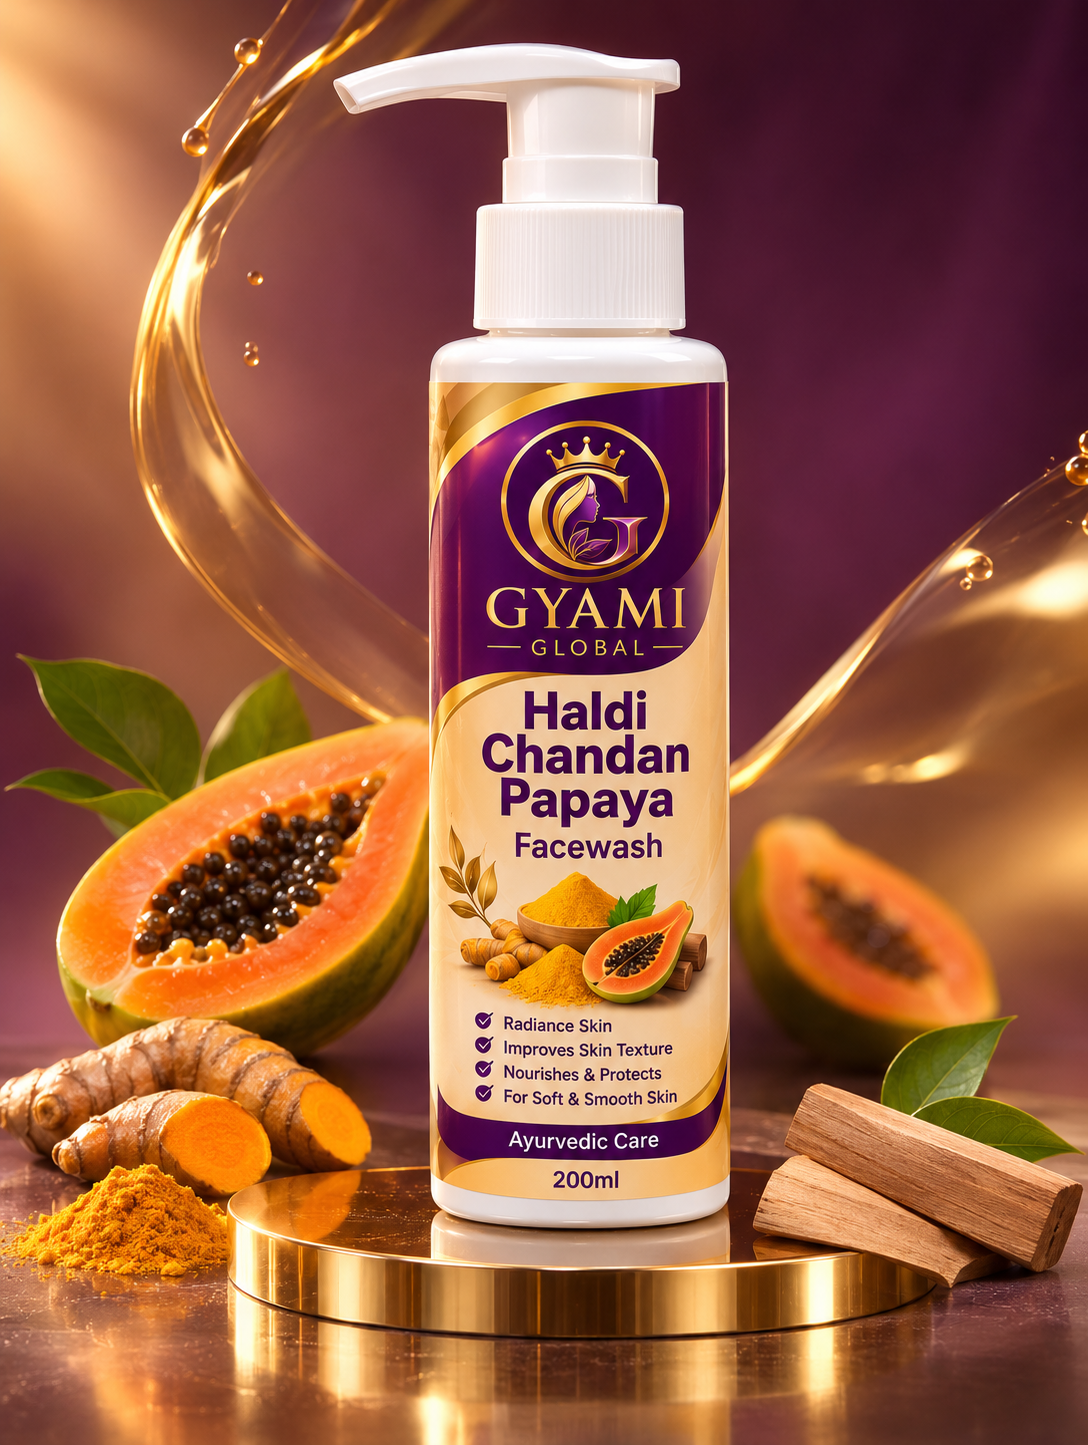 GYAMI
GLOBAL
Haldi
Chandan
Papaya
Facewash
Radiance Skin
Improves Skin Texture
Nourishes & Protects
For Soft & Smooth Skin
Ayurvedic Care
200ml